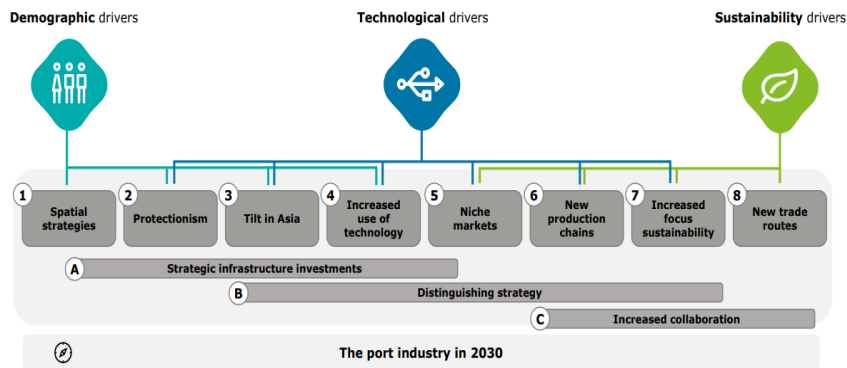 Demographic drivers
Technological drivers
Sustainability drivers
1
Spatial
strategies
2
Protectionism
3
Tilt in Asia
4
Increased
use of
technology
5
Niche
markets
6
New
production
chains
7
Increased
focus
sustainability
8
New trade
routes
A
Strategic infrastructure investments
B
Distinguishing strategy
C
Increased collaboration
The port industry in 2030